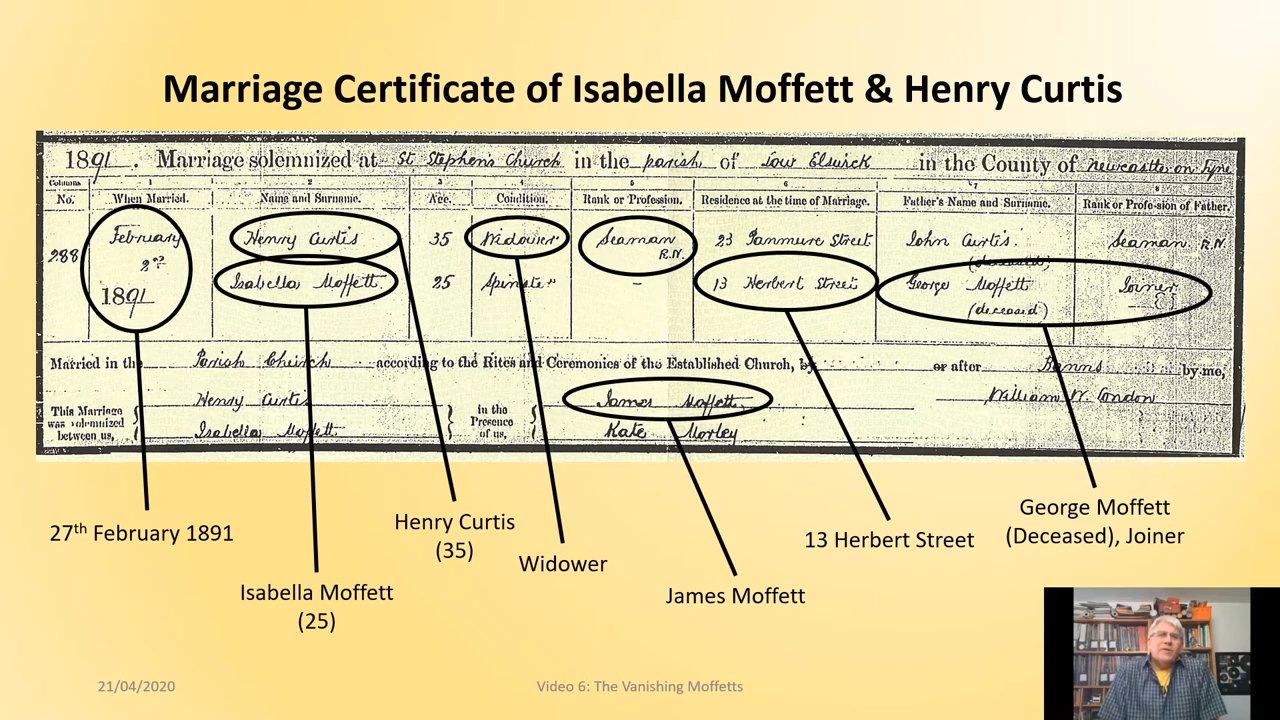 Marriage Certificate of Isabella Moffett & Henry Curtis
1891. Marriage solemnized at St Stephen's Church in the parish of Low Elswick in the County of Newcastle on Tyne
Columns 1 2 3 4 5 6 7 8
No. When Married. Name and Surname. Age. Condition. Rank or Profession. Residence at the time of Marriage. Father's Name and Surname. Rank or Profession of Father.
288 February Henry Curtis 35 Widower Seaman R.N. 23 Panmure Street John Curtis. (deceased) Seaman R.N.
2nd 1891 Isabella Moffett 25 Spinster - 13 Herbert Street George Moffett (deceased) Joiner
Married in the Parish Church according to the Rites and Ceremonies of the Established Church, by or after Banns by me,
This Marriage was solemnized between us, Henry Curtis Isabella Moffett in the Presence of us, James Moffett Kate Morley William W. Condon
27th February 1891
Henry Curtis
(35)
Widower
13 Herbert Street
George Moffett
(Deceased), Joiner
Isabella Moffett
(25)
James Moffett
21/04/2020
Video 6: The Vanishing Moffetts